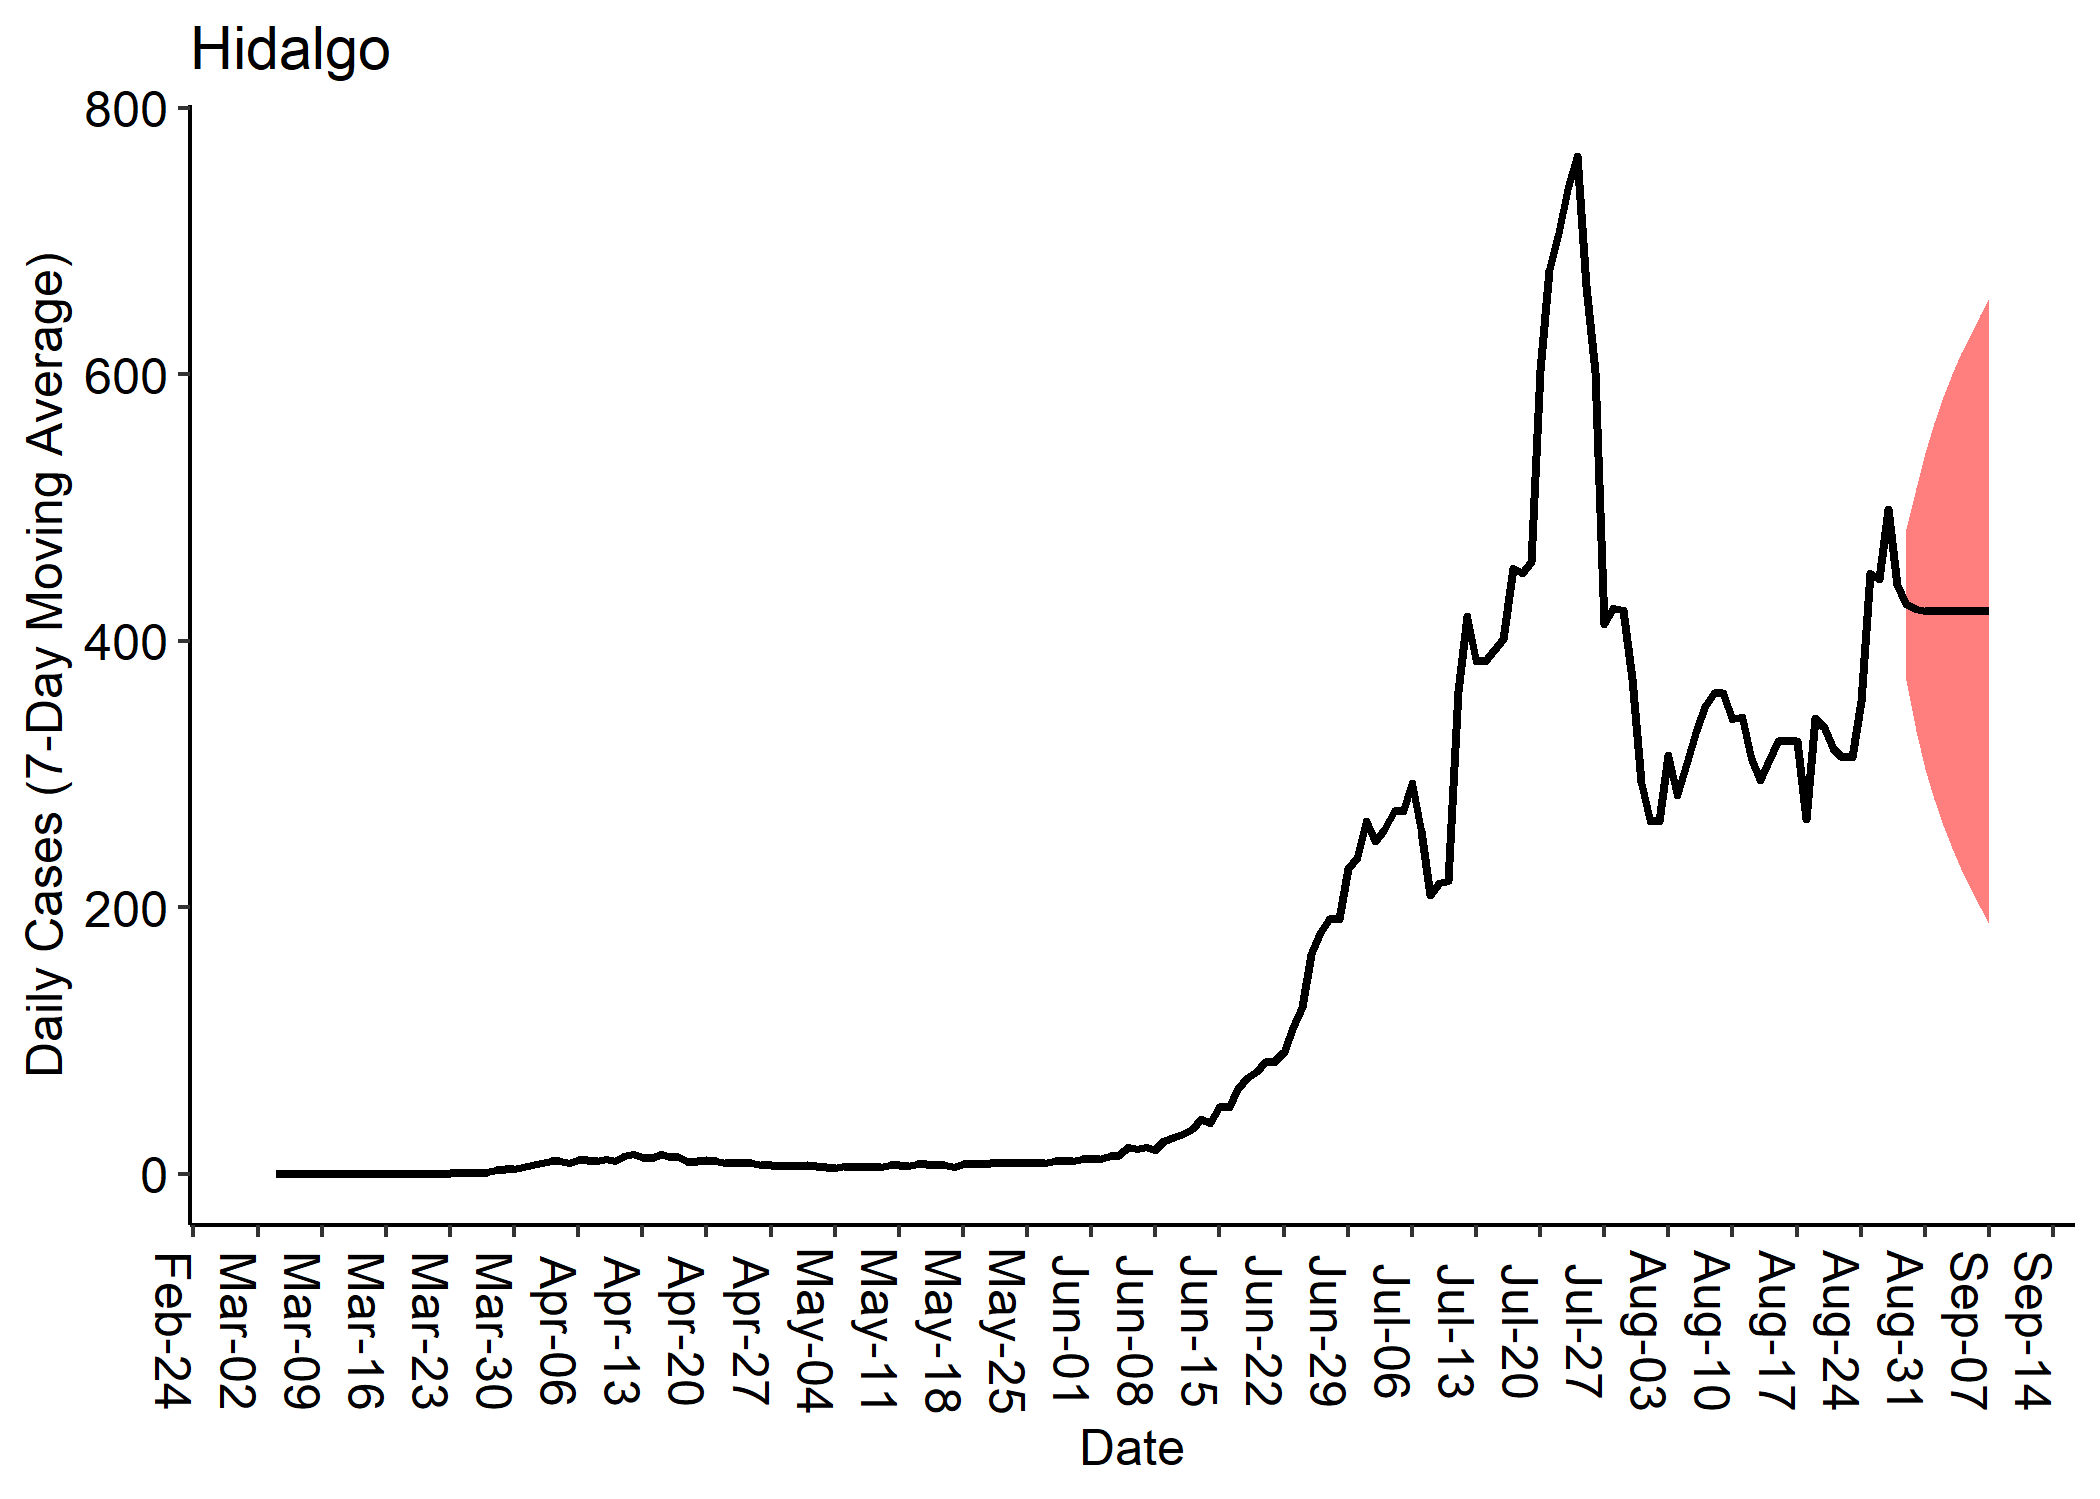 Hidalgo
800
600
400
200
0
Daily Cases (7-Day Moving Average)
Feb-24
Mar-02
Mar-09
Mar-16
Mar-23
Mar-30
Apr-06
Apr-13
Apr-20
Apr-27
May-04
May-11
May-18
May-25
Jun-01
Jun-08
Jun-15
Jun-22
Jun-29
Jul-06
Jul-13
Jul-20
Jul-27
Aug-03
Aug-10
Aug-17
Aug-24
Aug-31
Sep-07
Sep-14
Date